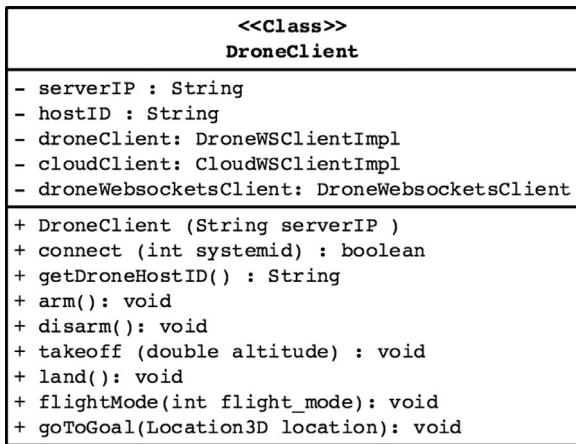 <<Class>>
DroneClient
- serverIP : String
- hostID : String
- droneClient: DroneWSClientImpl
- cloudClient: CloudWSClientImpl
- droneWebsocketsClient: DroneWebsocketsClient
+ DroneClient (String serverIP )
+ connect (int systemid) : boolean
+ getDroneHostID() : String
+ arm(): void
+ disarm(): void
+ takeoff (double altitude) : void
+ land(): void
+ flightMode(int flight_mode): void
+ goToGoal(Location3D location): void